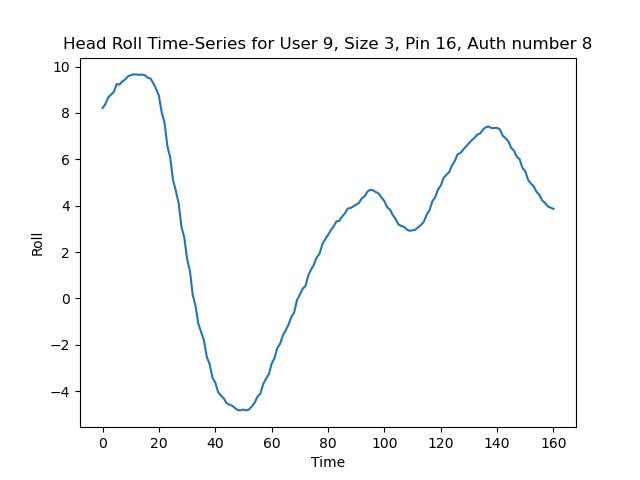 Head Roll Time-Series for User 9, Size 3, Pin 16, Auth number 8
10
8
6
4
2
0
−2
−4
Roll
0 20 40 60 80 100 120 140 160
Time